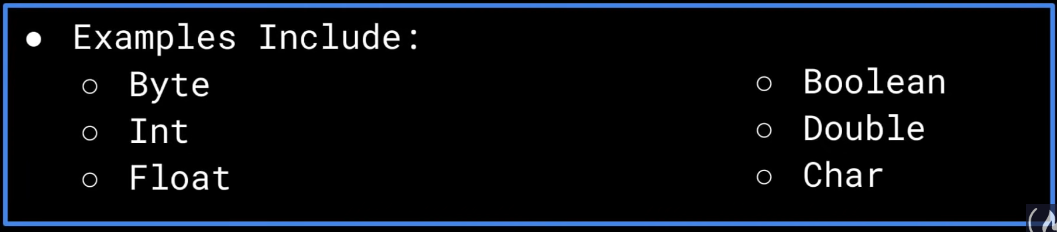 ● Examples Include:
○ Byte
○ Int
○ Float
○ Boolean
○ Double
○ Char